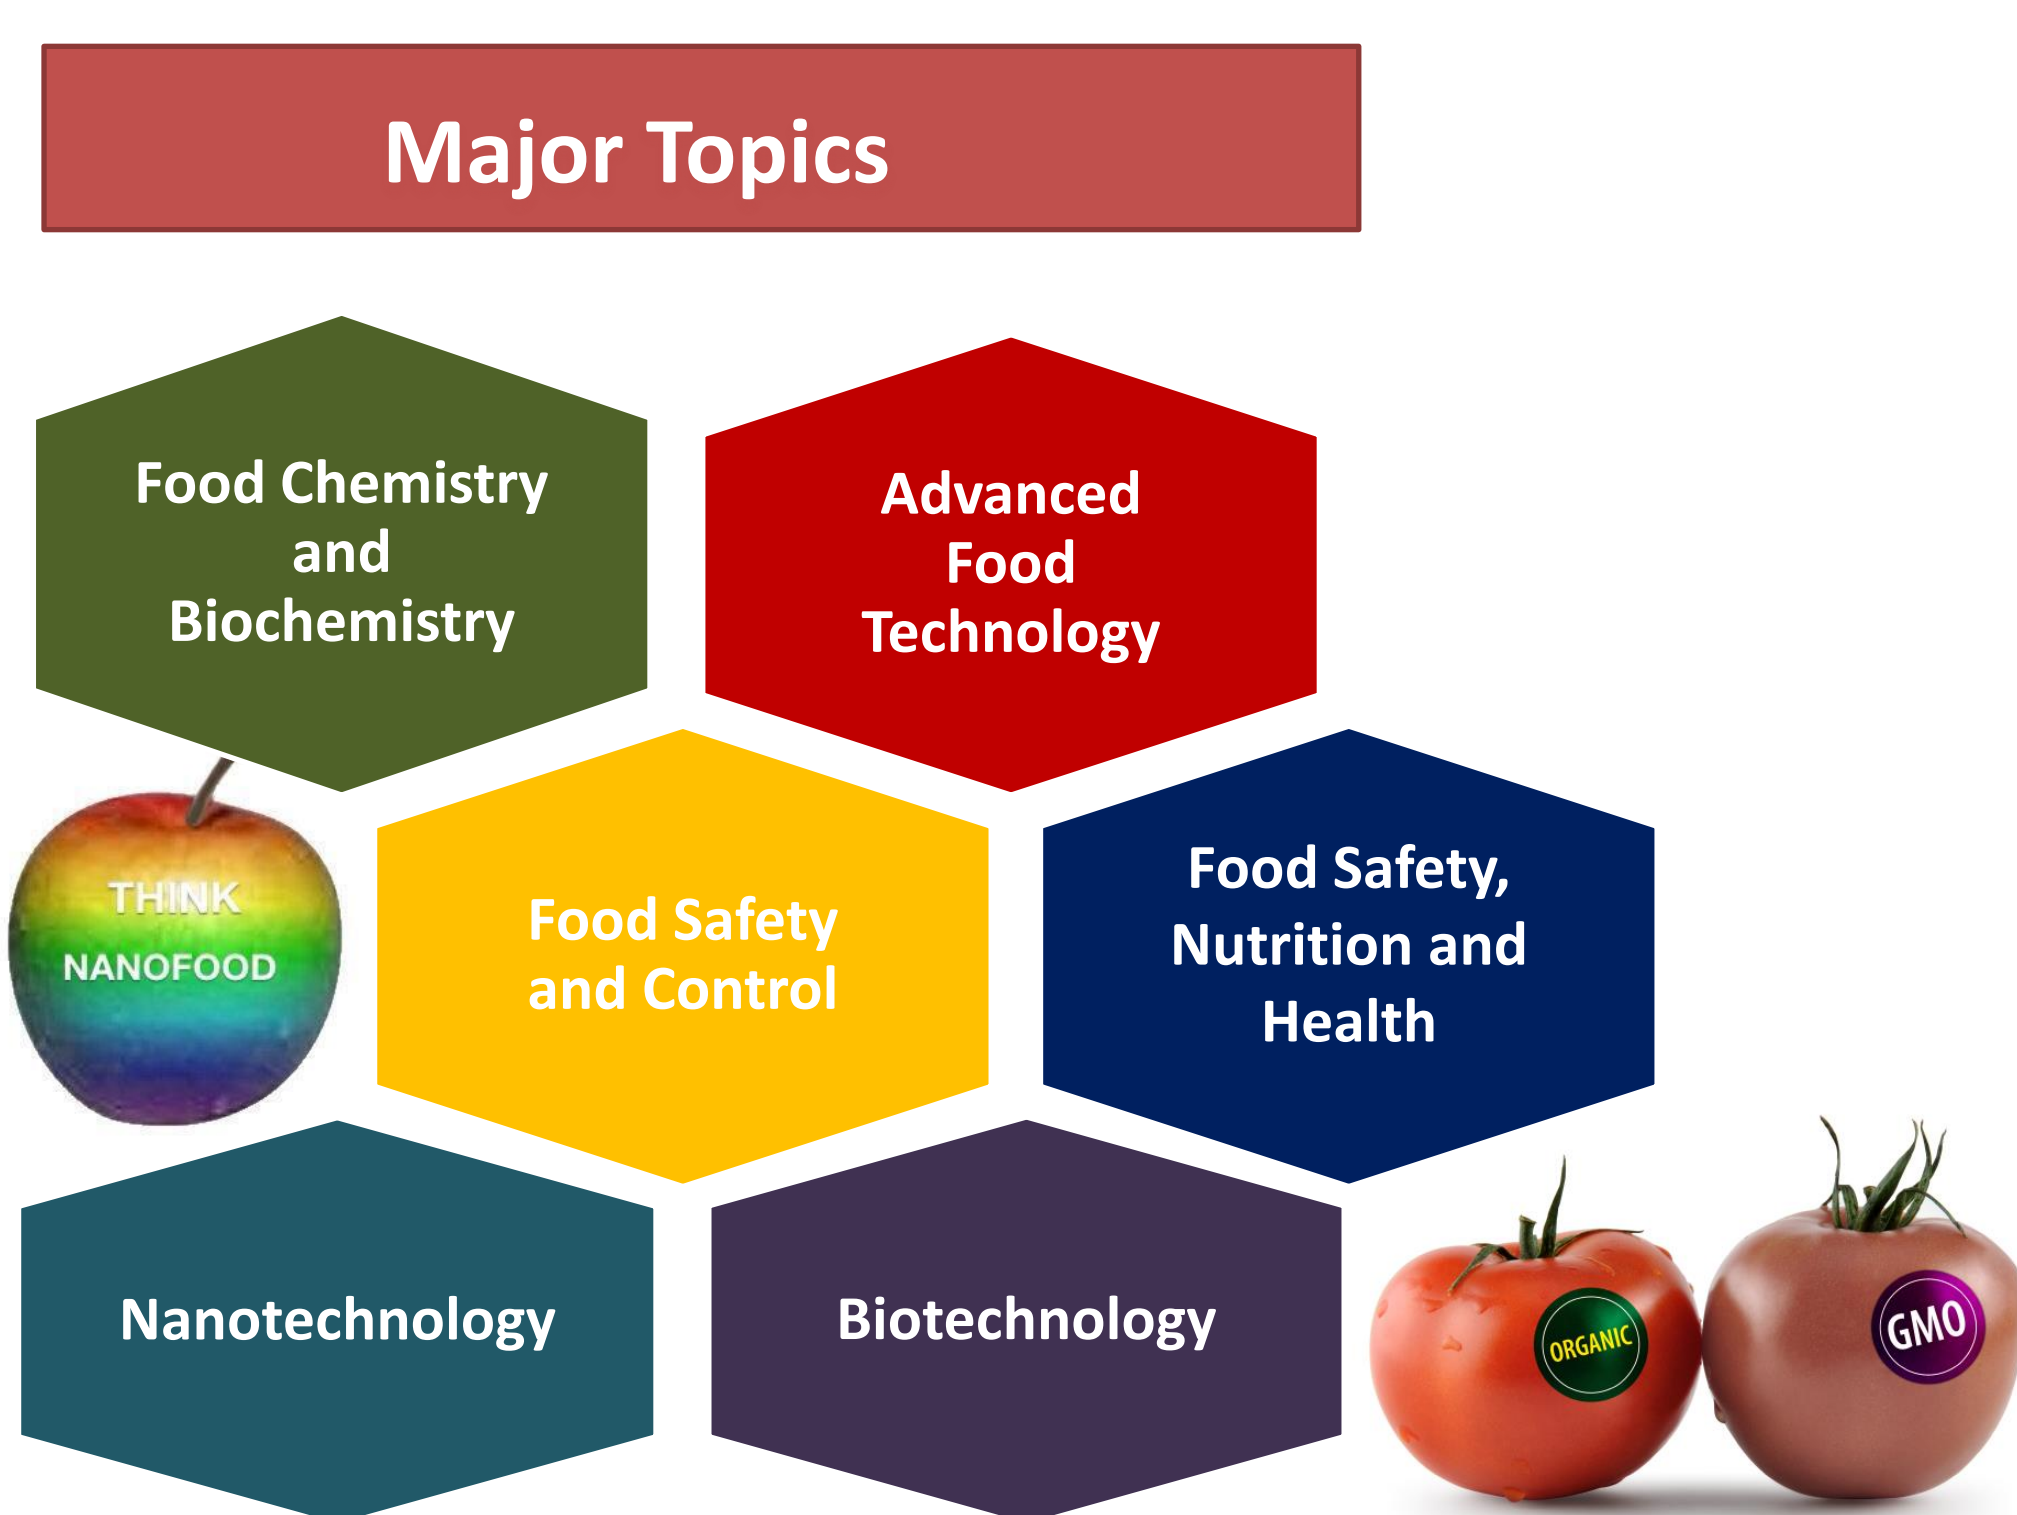 Major Topics
Food Chemistry
and
Biochemistry
Advanced
Food
Technology
THINK
NANOFOOD
Food Safety
and Control
Food Safety,
Nutrition and
Health
Nanotechnology
Biotechnology
ORGANIC
GMO